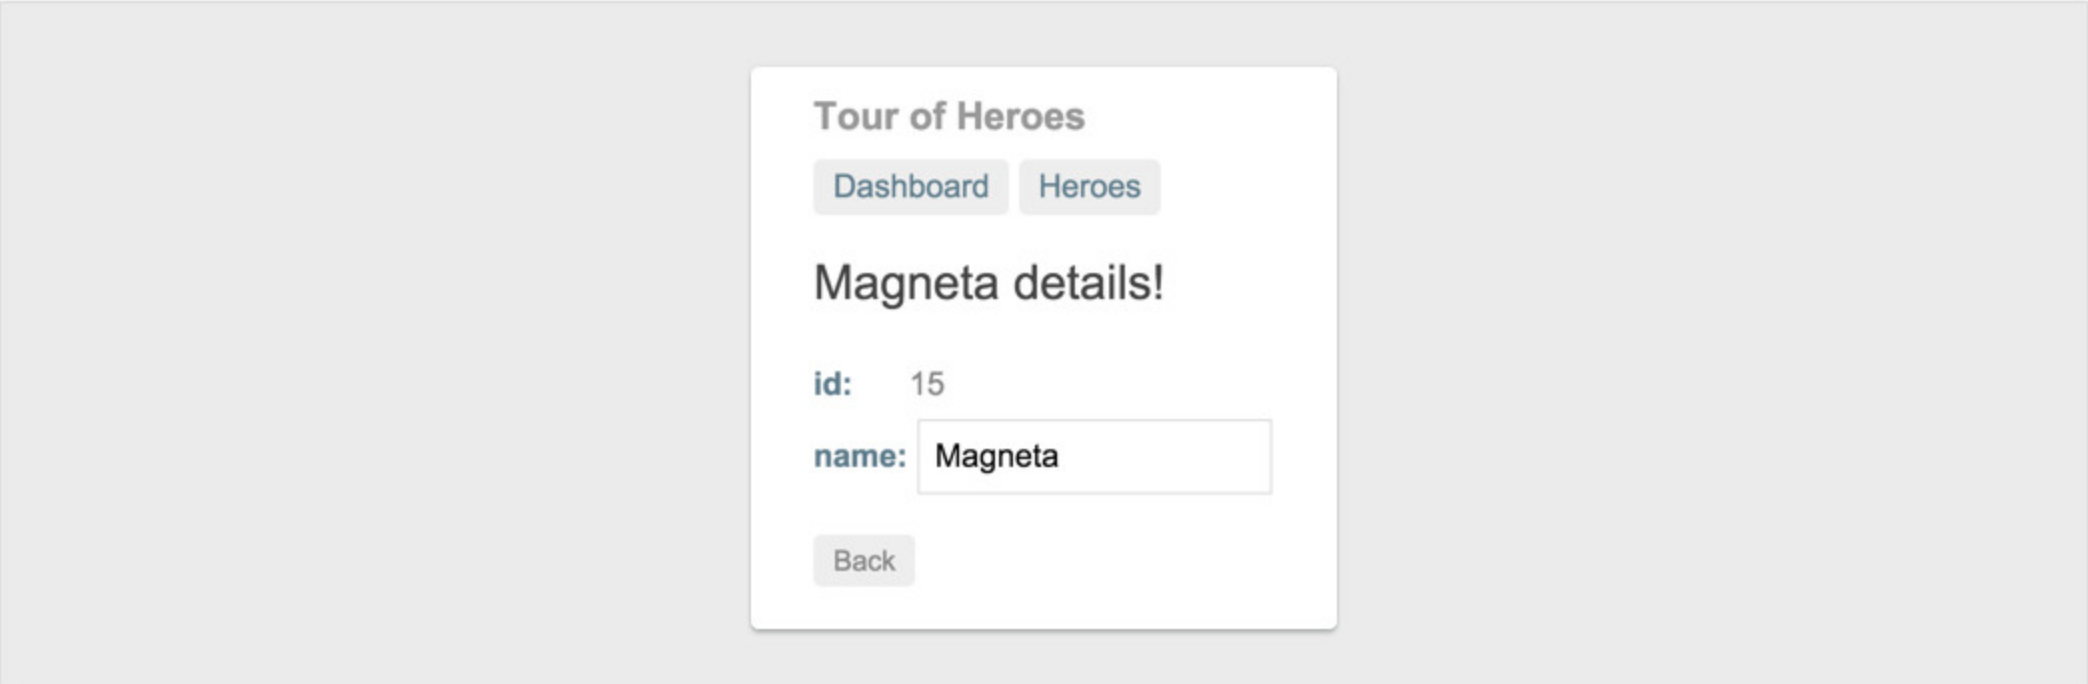 Tour of Heroes
Dashboard Heroes
Magneta details!
id: 15
name: Magneta
Back